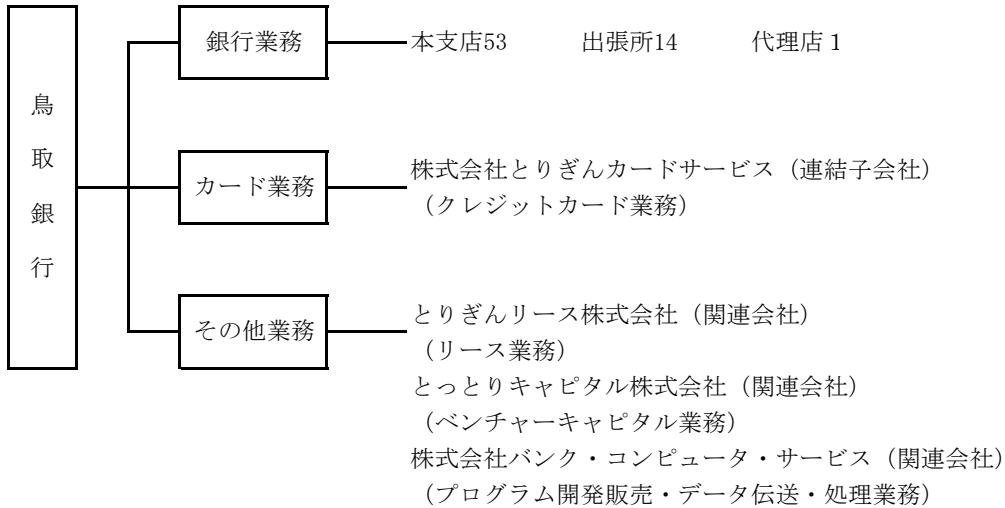 鳥取銀行
銀行業務
本支店53 出張所14 代理店1
カード業務
株式会社とりぎんカードサービス（連結子会社）
（クレジットカード業務）
その他業務
とりぎんリース株式会社（関連会社）
（リース業務）
とっとりキャピタル株式会社（関連会社）
（ベンチャーキャピタル業務）
株式会社バンク・コンピュータ・サービス（関連会社）
（プログラム開発販売・データ伝送・処理業務）